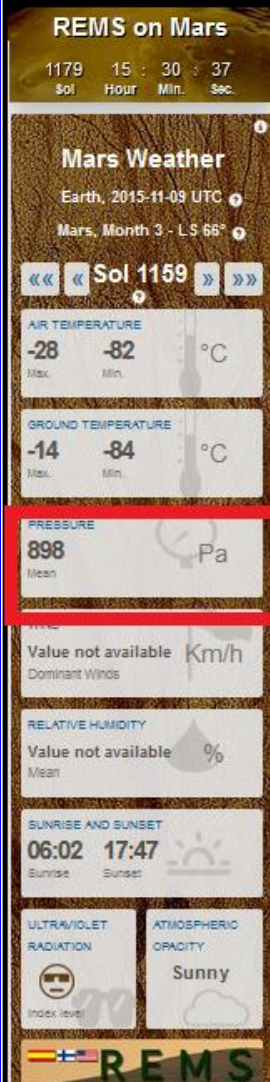 REMS on Mars
1179 15 : 30 : 37
Sol Hour Min. Sec.
Mars Weather
Earth, 2015-11-09 UTC ?
Mars, Month 3 - LS 66° ?
«« « Sol 1159 » »»
?
AIR TEMPERATURE
-28 -82 °C
Max. Min.
GROUND TEMPERATURE
-14 -84 °C
Max. Min.
PRESSURE
898 Pa
Mean
Value not available Km/h
Dominant Winds
RELATIVE HUMIDITY
Value not available %
Mean
SUNRISE AND SUNSET
06:02 17:47
Sunrise Sunset
ULTRAVIOLET RADIATION
Index level
ATMOSPHERIC OPACITY
Sunny
REMS